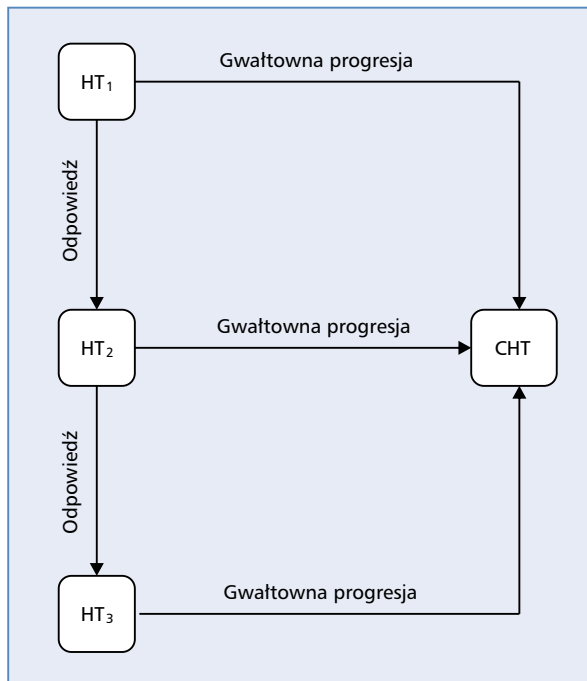 HT1
Gwałtowna progresja
Odpowiedź
HT2
Gwałtowna progresja
CHT
Odpowiedź
HT3
Gwałtowna progresja